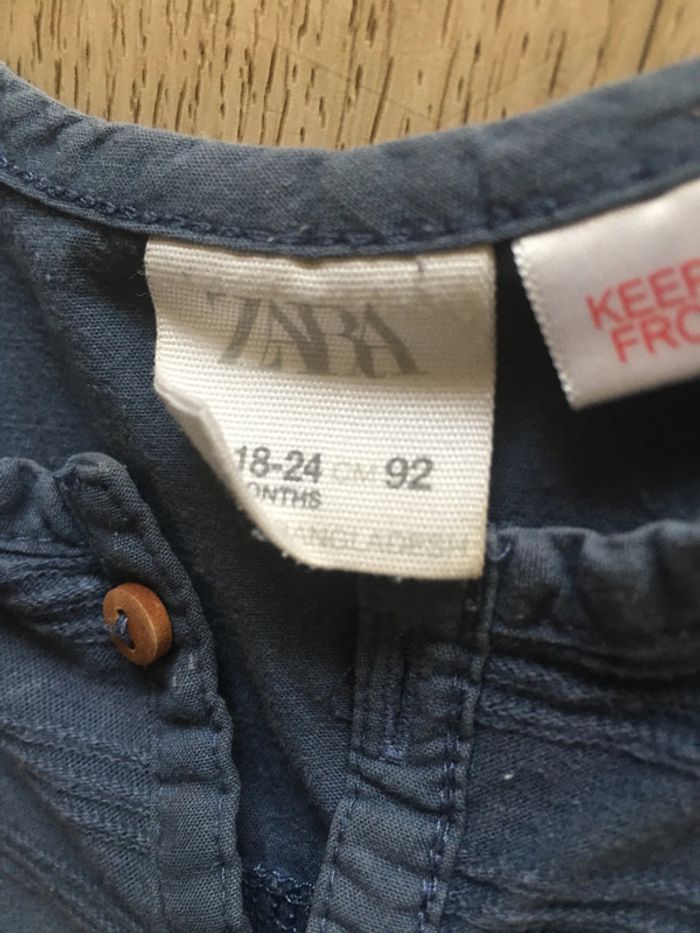 ZARA
18-24 CM 92
ONTHS
ANGLADESH
KEEP
FRO